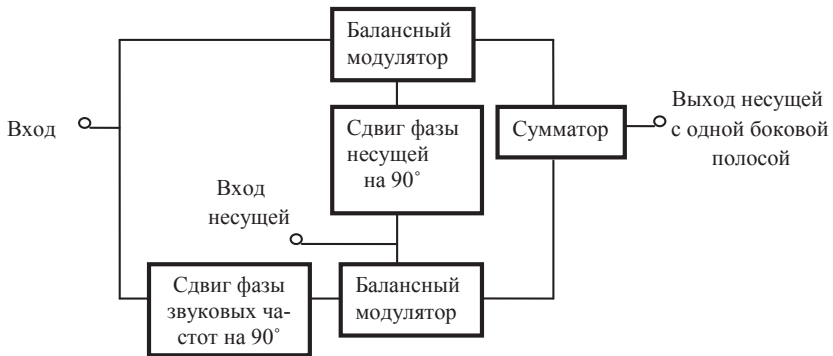 Балансный
модулятор
Вход
Сдвиг фазы
несущей
на 90˚
Сумматор
Выход несущей
с одной боковой
полосой
Вход
несущей
Сдвиг фазы
звуковых ча-
стот на 90˚
Балансный
модулятор